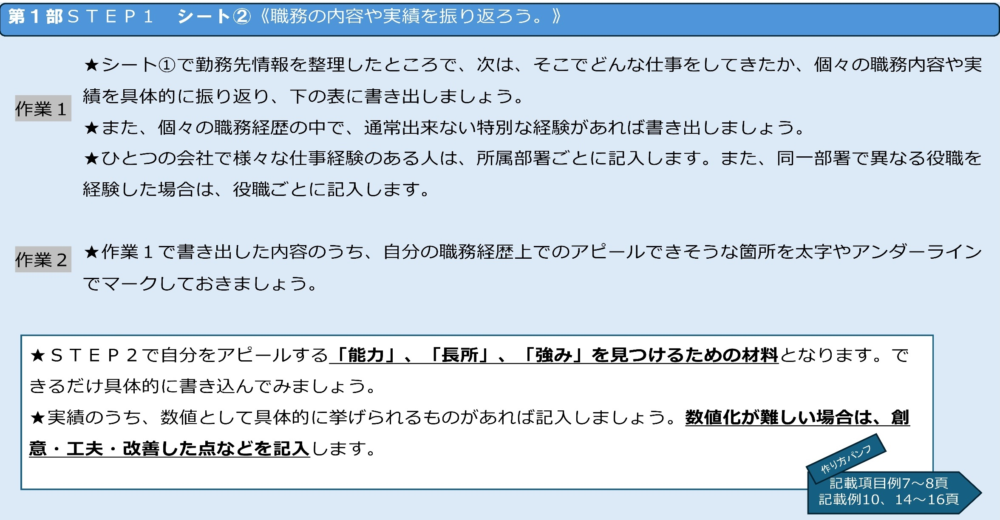 第１部ＳＴＥＰ１　シート②《職務の内容や実績を振り返ろう。》
作業１
★シート①で勤務先情報を整理したところで、次は、そこでどんな仕事をしてきたか、個々の職務内容や実
績を具体的に振り返り、下の表に書き出しましょう。
★また、個々の職務経歴の中で、通常出来ない特別な経験があれば書き出しましょう。
★ひとつの会社で様々な仕事経験のある人は、所属部署ごとに記入します。また、同一部署で異なる役職を
経験した場合は、役職ごとに記入します。
作業２
★作業１で書き出した内容のうち、自分の職務経歴上でのアピールできそうな箇所を太字やアンダーライン
でマークしておきましょう。
★ＳＴＥＰ２で自分をアピールする「能力」、「長所」、「強み」を見つけるための材料となります。で
きるだけ具体的に書き込んでみましょう。
★実績のうち、数値として具体的に挙げられるものがあれば記入しましょう。数値化が難しい場合は、創
意・工夫・改善した点などを記入します。
作り方パンフ
記載項目例7～8頁
記載例10、14～16頁